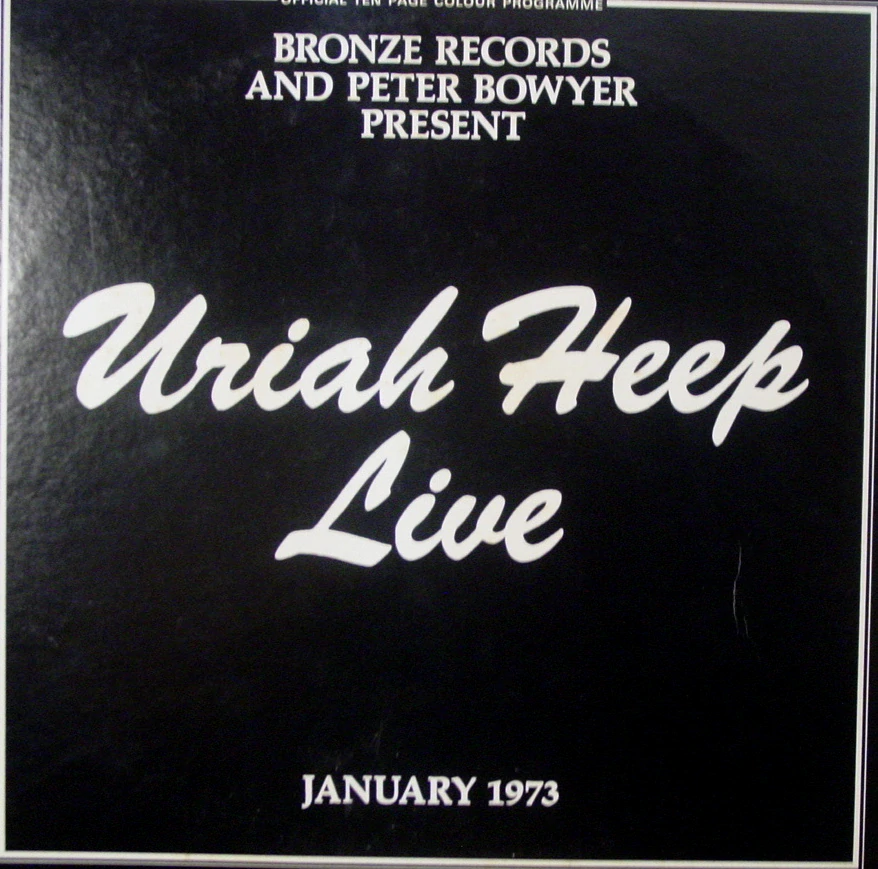 OFFICIAL TEN PAGE COLOUR PROGRAMME
BRONZE RECORDS
AND PETER BOWYER
PRESENT
Uriah Heep
Live
JANUARY 1973